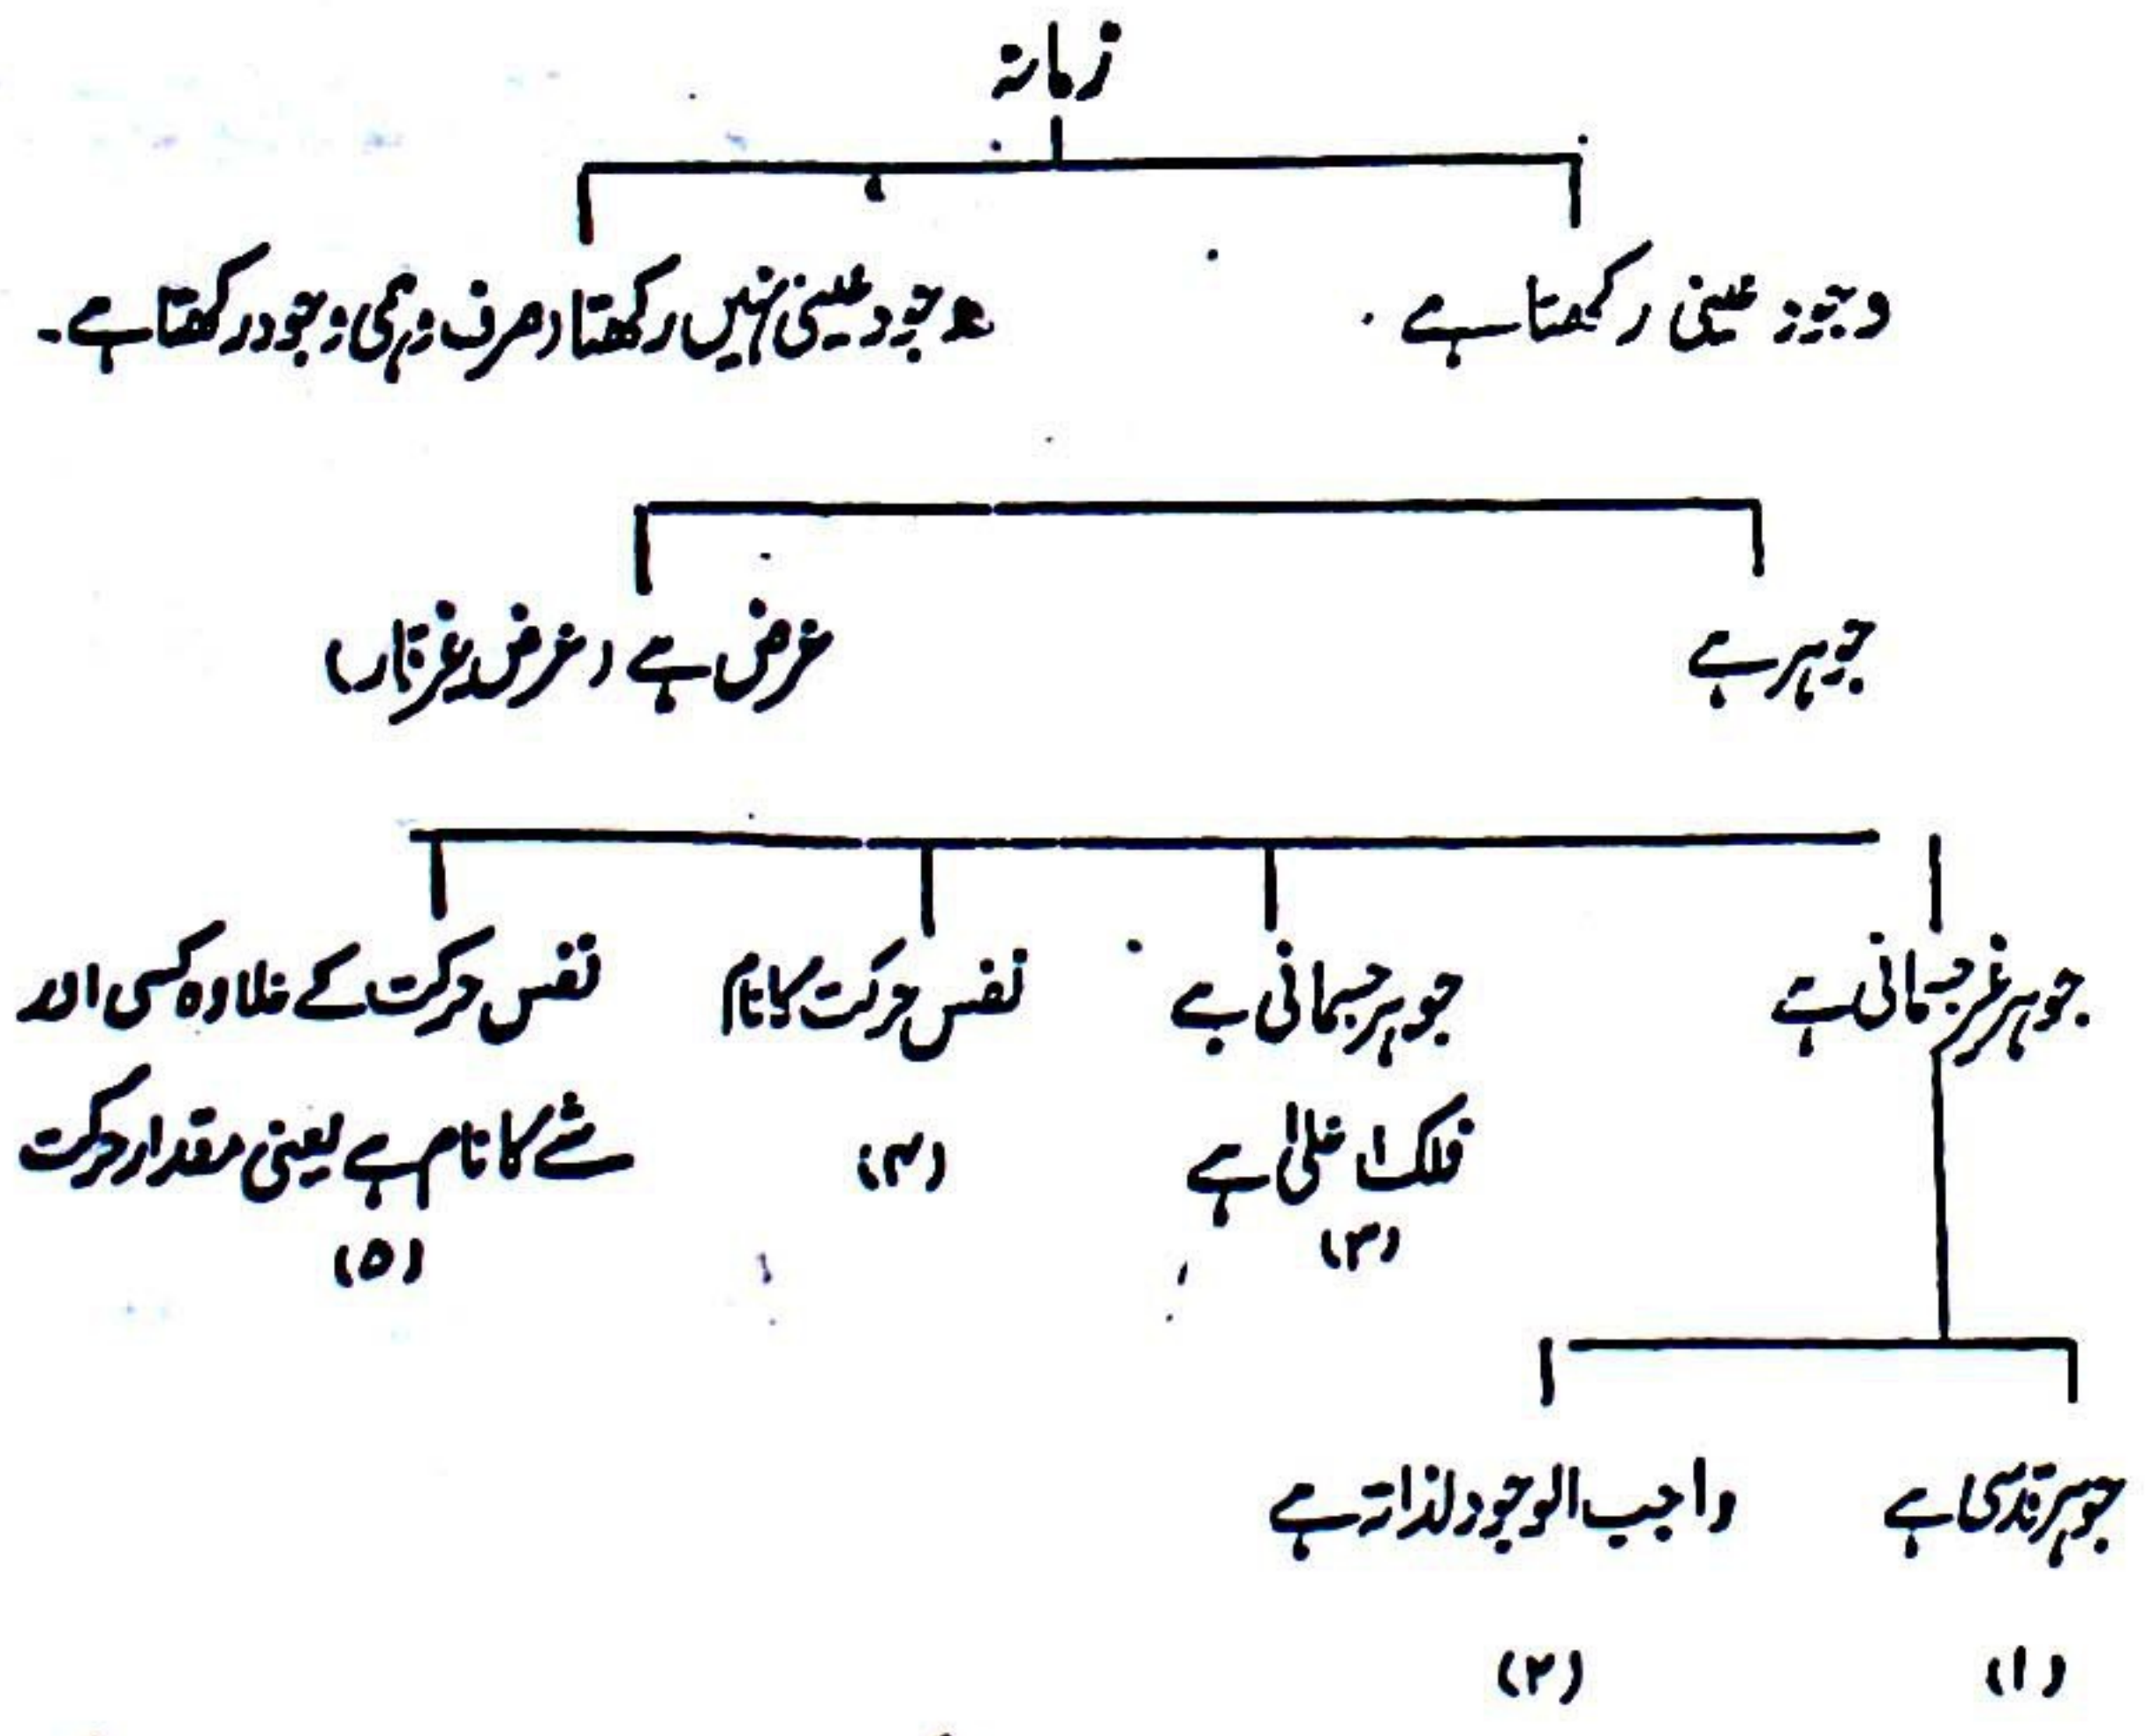 زمانہ
وجود عینی رکھتا ہے۔
وجود عینی نہیں رکھتا (صرف وہمی وجود رکھتا ہے۔
جوہر ہے
عرض ہے (عرض غیر قار)
جوہر غیر جسمانی ہے
جوہر جسمانی ہے
فلک اعلیٰ ہے
(۳)
نفس حرکت کا نام
(۴)
نفس حرکت کے علاوہ کسی اور
شے کا نام ہے یعنی مقدار حرکت
(۵)
جوہر قدسی ہے
(۱)
واجب الوجود لذاتہ ہے
(۲)